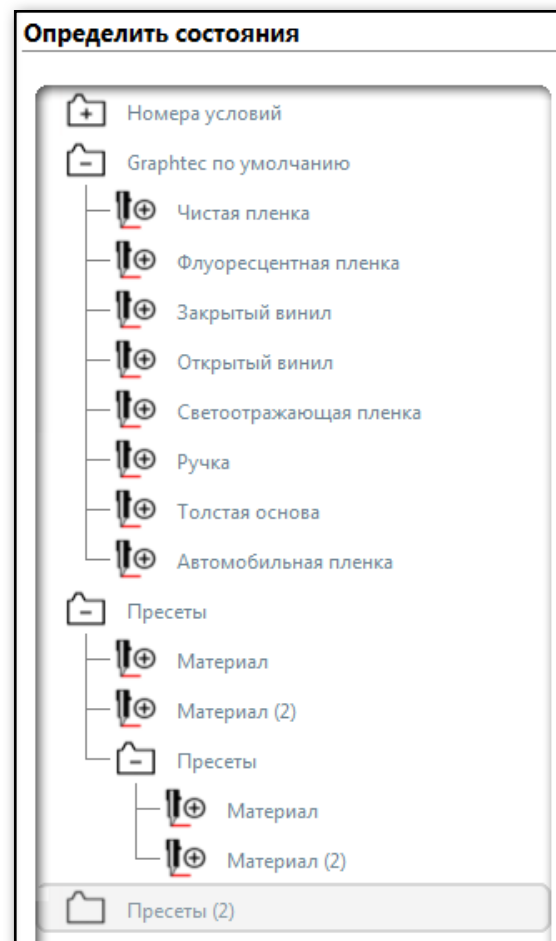 Определить состояния
Номера условий
Graphtec по умолчанию
Чистая пленка
Флуоресцентная пленка
Закрытый винил
Открытый винил
Светоотражающая пленка
Ручка
Толстая основа
Автомобильная пленка
Пресеты
Материал
Материал (2)
Пресеты
Материал
Материал (2)
Пресеты (2)